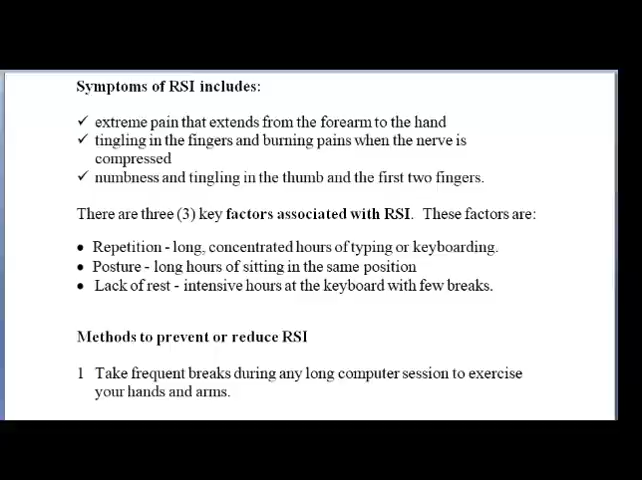 Symptoms of RSI includes:
✓ extreme pain that extends from the forearm to the hand
✓ tingling in the fingers and burning pains when the nerve is
compressed
✓ numbness and tingling in the thumb and the first two fingers.
There are three (3) key factors associated with RSI. These factors are:
• Repetition - long, concentrated hours of typing or keyboarding.
• Posture - long hours of sitting in the same position
• Lack of rest - intensive hours at the keyboard with few breaks.
Methods to prevent or reduce RSI
1 Take frequent breaks during any long computer session to exercise
your hands and arms.